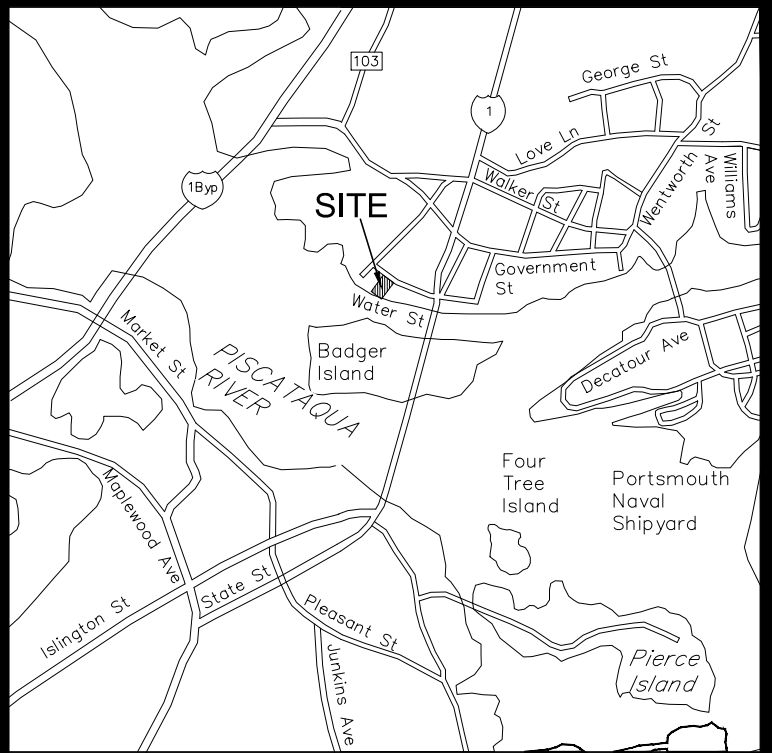 George St
103
1
Love Ln
St
Wentworth
Williams
Ave
Walker St
1Byp
SITE
Government
St
Water St
Market St
PISCATAQUA
RIVER
Badger
Island
Decatour Ave
Four
Tree
Island
Portsmouth
Naval
Shipyard
Maplewood Ave
State St
Islington St
Pleasant St
Junkins Ave
Pierce
Island